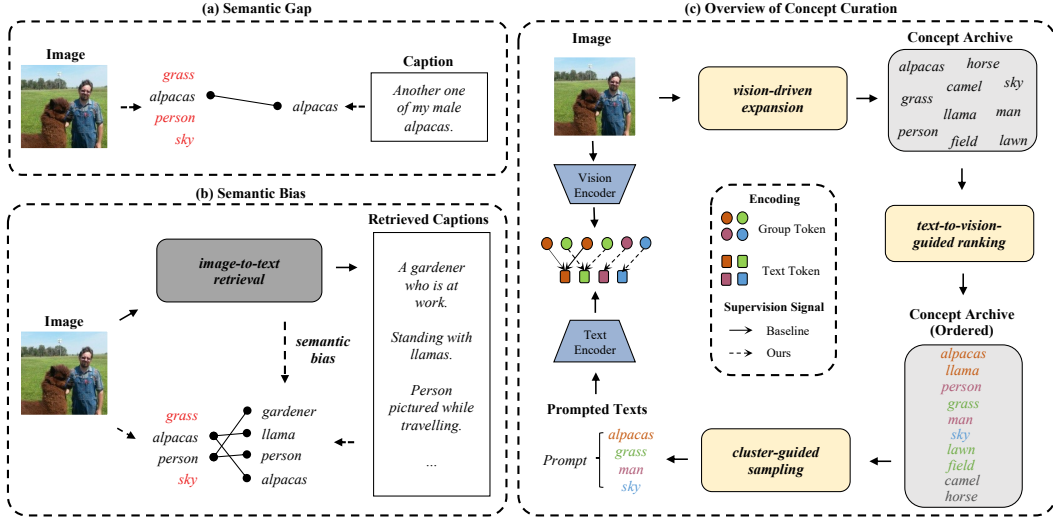 (a) Semantic Gap
Image
grass
alpacas
person
sky
alpacas
Caption
Another one
of my male
alpacas.
(b) Semantic Bias
image-to-text
retrieval
Retrieved Captions
A gardener
who is at
work.
Standing with
llamas.
Person
pictured while
travelling.
...
Image
semantic
bias
grass
alpacas
person
sky
gardener
llama
person
alpacas
(c) Overview of Concept Curation
Image
vision-driven
expansion
Concept Archive
alpacas horse
camel sky
grass
llama man
person
field lawn
Vision
Encoder
Text
Encoder
Encoding
Group Token
Text Token
Supervision Signal
Baseline
Ours
text-to-vision-
guided ranking
Concept Archive
(Ordered)
alpacas
llama
person
grass
man
sky
lawn
field
camel
horse
cluster-guided
sampling
Prompted Texts
Prompt
alpacas
grass
man
sky